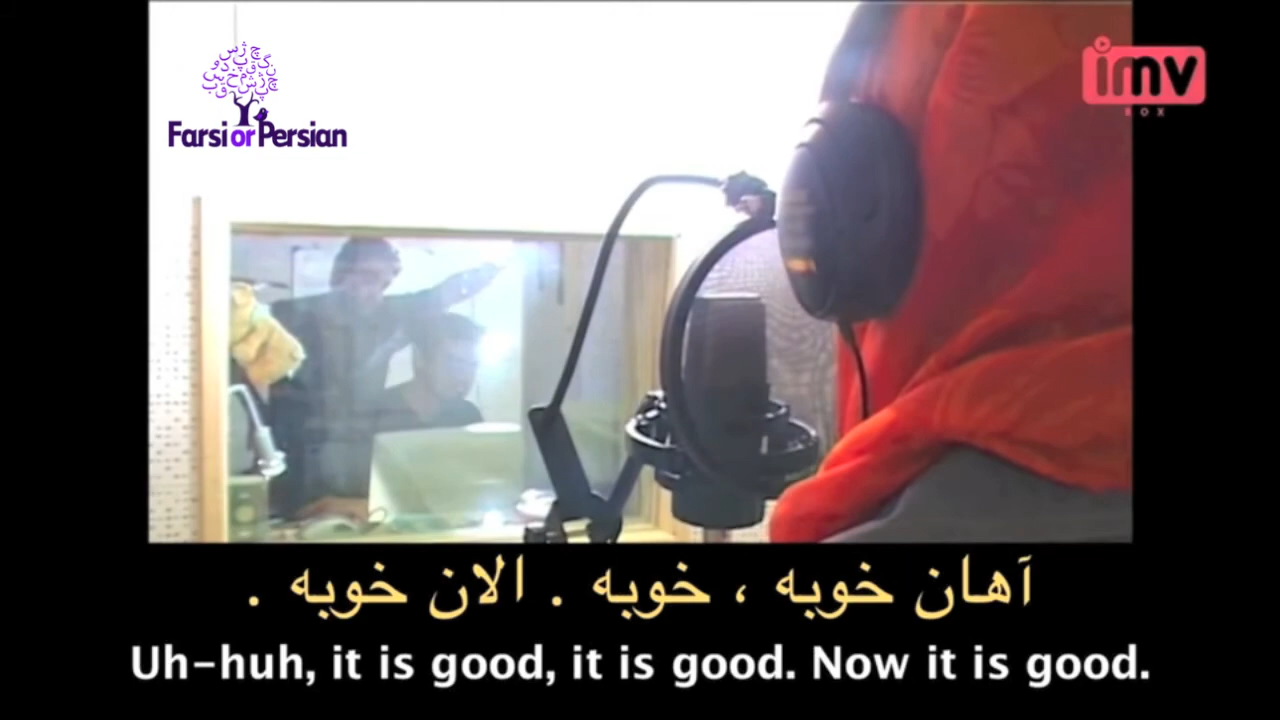 Farsi or Persian
imv
BOX
آهان خوبه ، خوبه . الان خوبه .
Uh-huh, it is good, it is good. Now it is good.